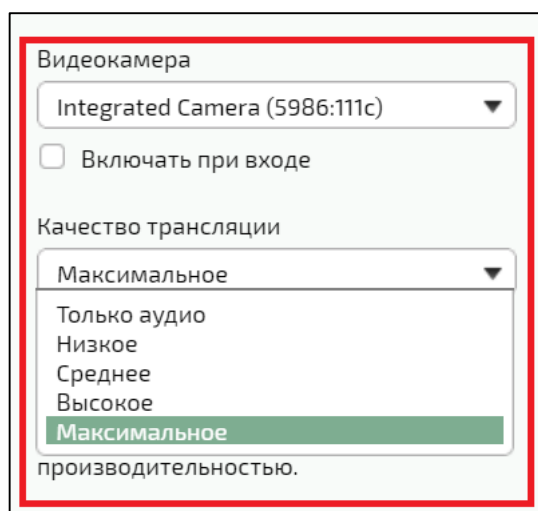 Видеокамера
Integrated Camera (5986:111c)
Включать при входе
Качество трансляции
Максимальное
Только аудио
Низкое
Среднее
Высокое
Максимальное
производительностью.